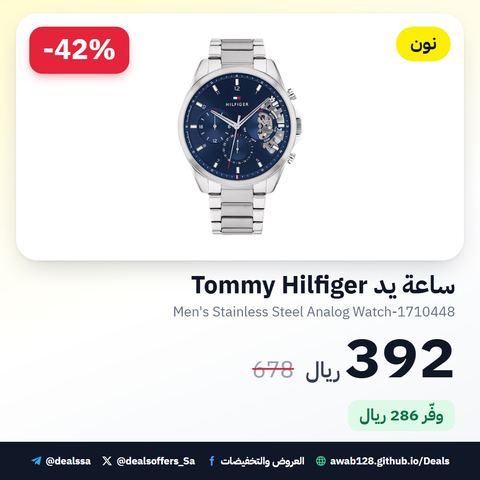 -42%
نون
12
HILFIGER
ساعة يد Tommy Hilfiger
Men's Stainless Steel Analog Watch-1710448
392 ريال 678
وفّر 286 ريال
@dealssa @dealsoffers_Sa العروض والتخفيضات awab128.github.io/Deals